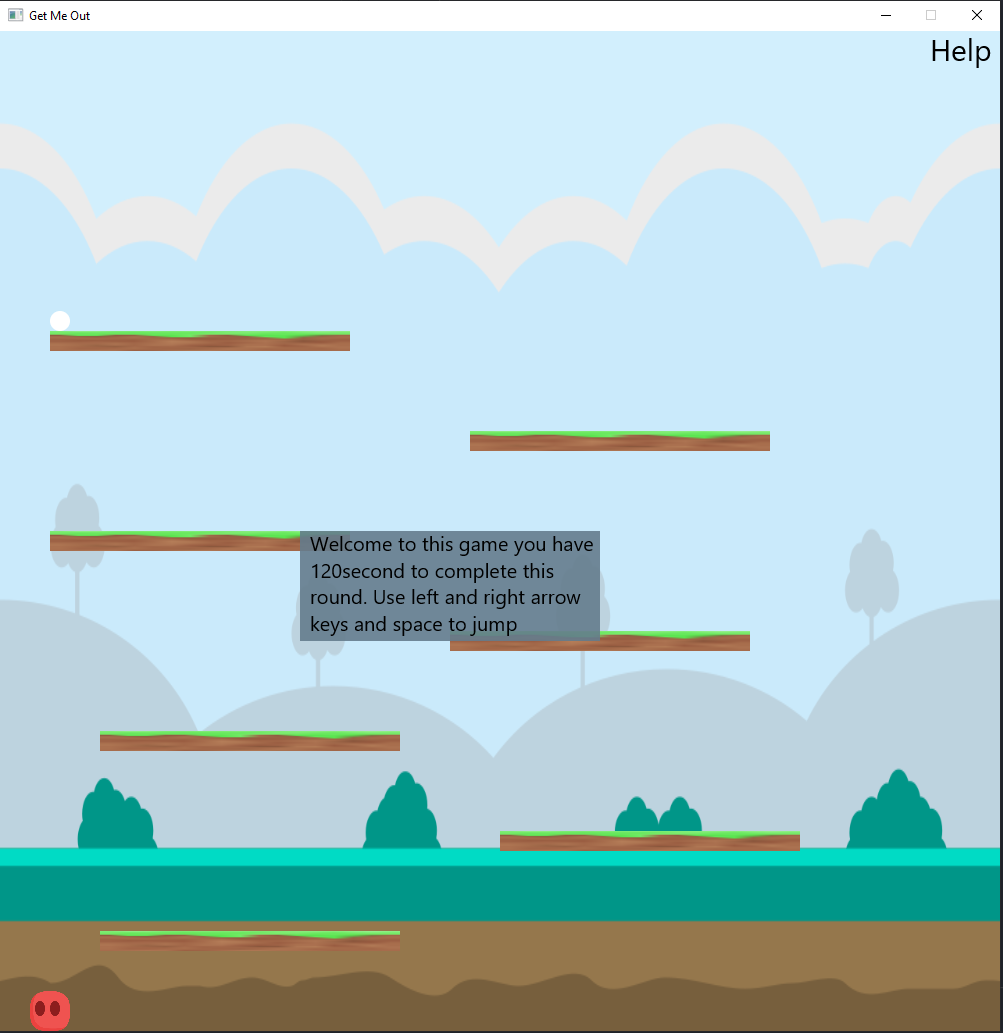 Get Me Out
Help
Welcome to this game you have
120second to complete this
round. Use left and right arrow
keys and space to jump